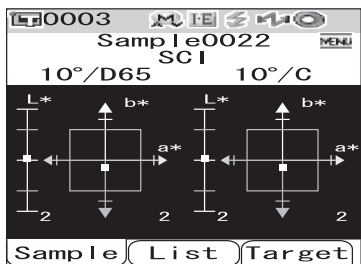 0003 M I·E
Sample0022 MENU
SCI
10°/D65 10°/C
L* b* L* b*
a* a*
2 2 2 2
Sample List Target